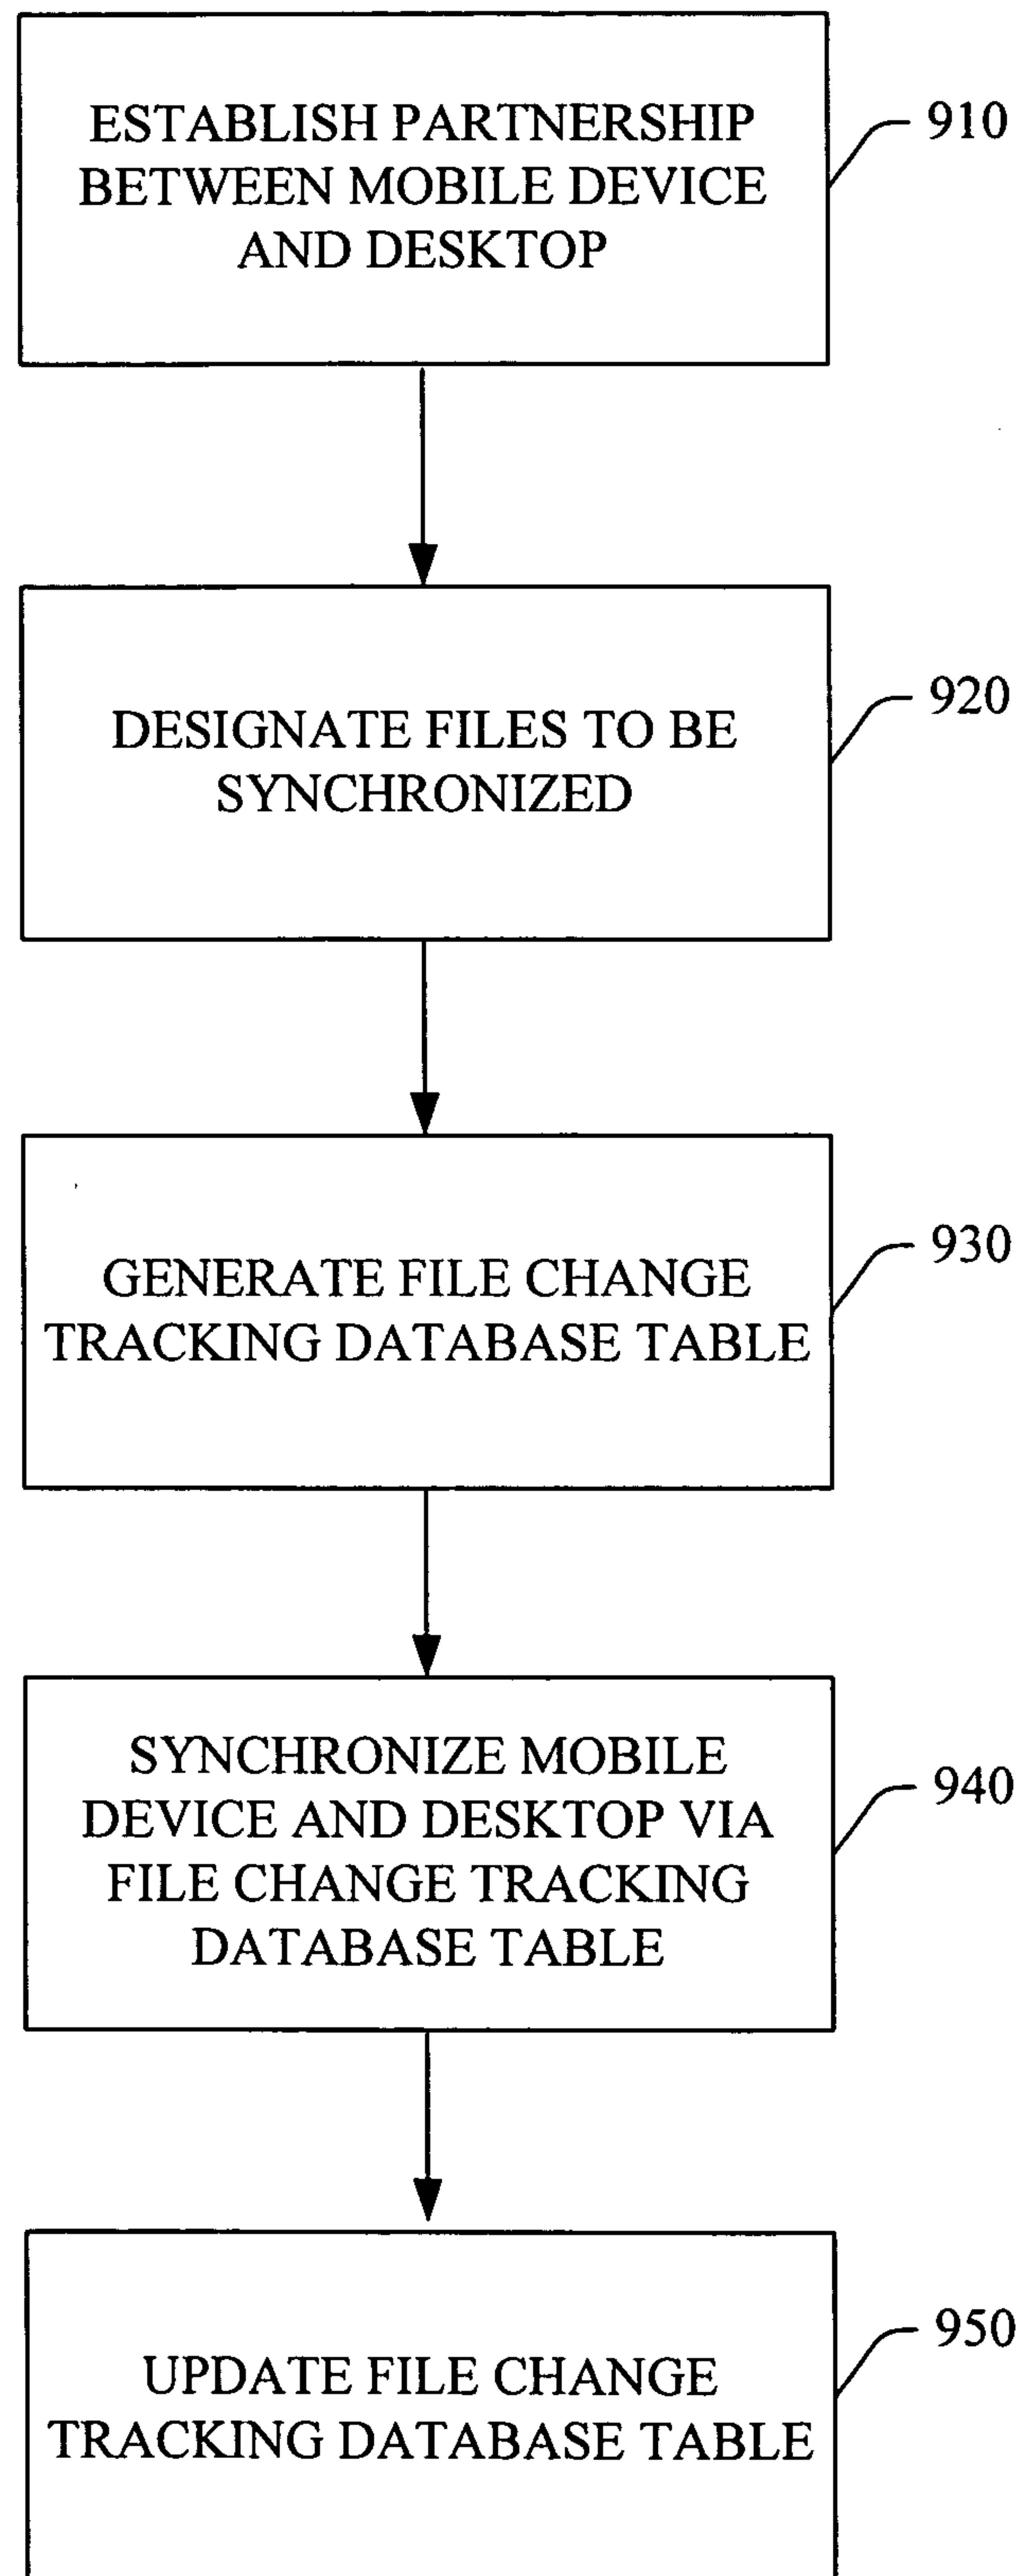 ESTABLISH PARTNERSHIP
BETWEEN MOBILE DEVICE
AND DESKTOP
910
DESIGNATE FILES TO BE
SYNCHRONIZED
920
GENERATE FILE CHANGE
TRACKING DATABASE TABLE
930
SYNCHRONIZE MOBILE
DEVICE AND DESKTOP VIA
FILE CHANGE TRACKING
DATABASE TABLE
940
UPDATE FILE CHANGE
TRACKING DATABASE TABLE
950